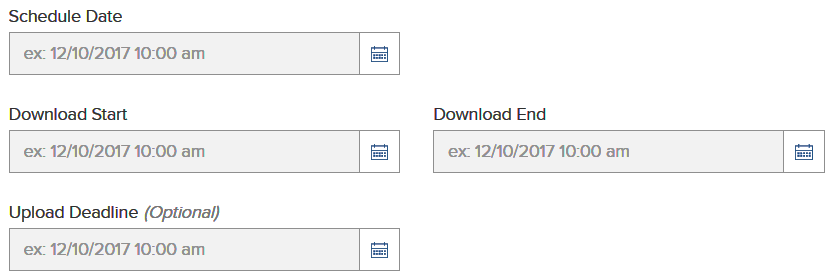 Schedule Date
ex: 12/10/2017 10:00 am
Download Start
Download End
ex: 12/10/2017 10:00 am
ex: 12/10/2017 10:00 am
Upload Deadline (Optional)
ex: 12/10/2017 10:00 am